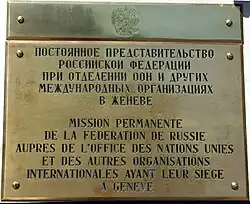 ПОСТОЯННОЕ ПРЕДСТАВИТЕЛЬСТВО
РОССИЙСКОЙ ФЕДЕРАЦИИ
ПРИ ОТДЕЛЕНИИ ООН И ДРУГИХ
МЕЖДУНАРОДНЫХ ОРГАНИЗАЦИЯХ
В ЖЕНЕВЕ
MISSION PERMANENTE
DE LA FEDERATION DE RUSSIE
AUPRES DE L'OFFICE DES NATIONS UNIES
ET DES AUTRES ORGANISATIONS
INTERNATIONALES AYANT LEUR SIEGE
A GENEVE